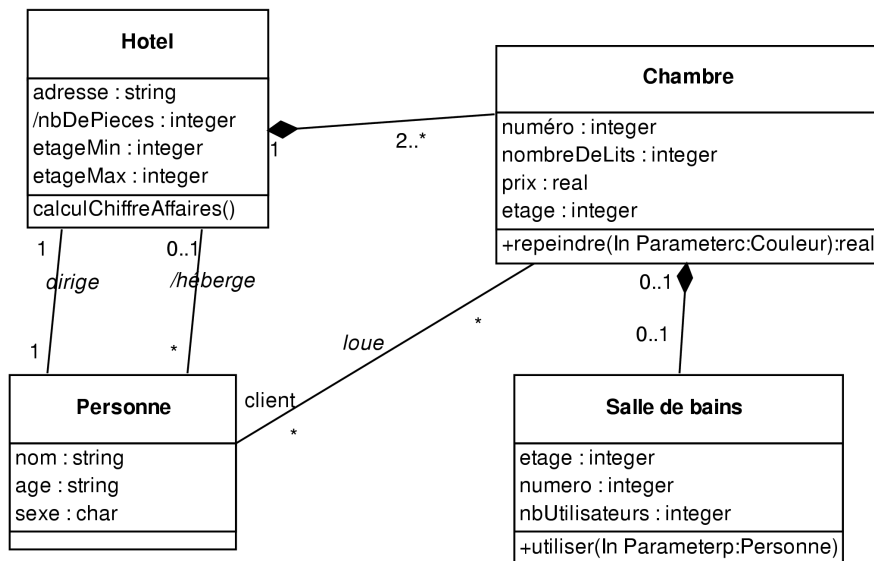 Hotel
adresse : string
/nbDePieces : integer
etageMin : integer
etageMax : integer
calculChiffreAffaires()
1
2..*
Chambre
numéro : integer
nombreDeLits : integer
prix : real
etage : integer
+repeindre(In Parameterc:Couleur):real
1
0..1
dirige
/héberge
1
*
loue
*
0..1
0..1
client
*
Personne
nom : string
age : string
sexe : char
Salle de bains
etage : integer
numero : integer
nbUtilisateurs : integer
+utiliser(In Parameterp:Personne)